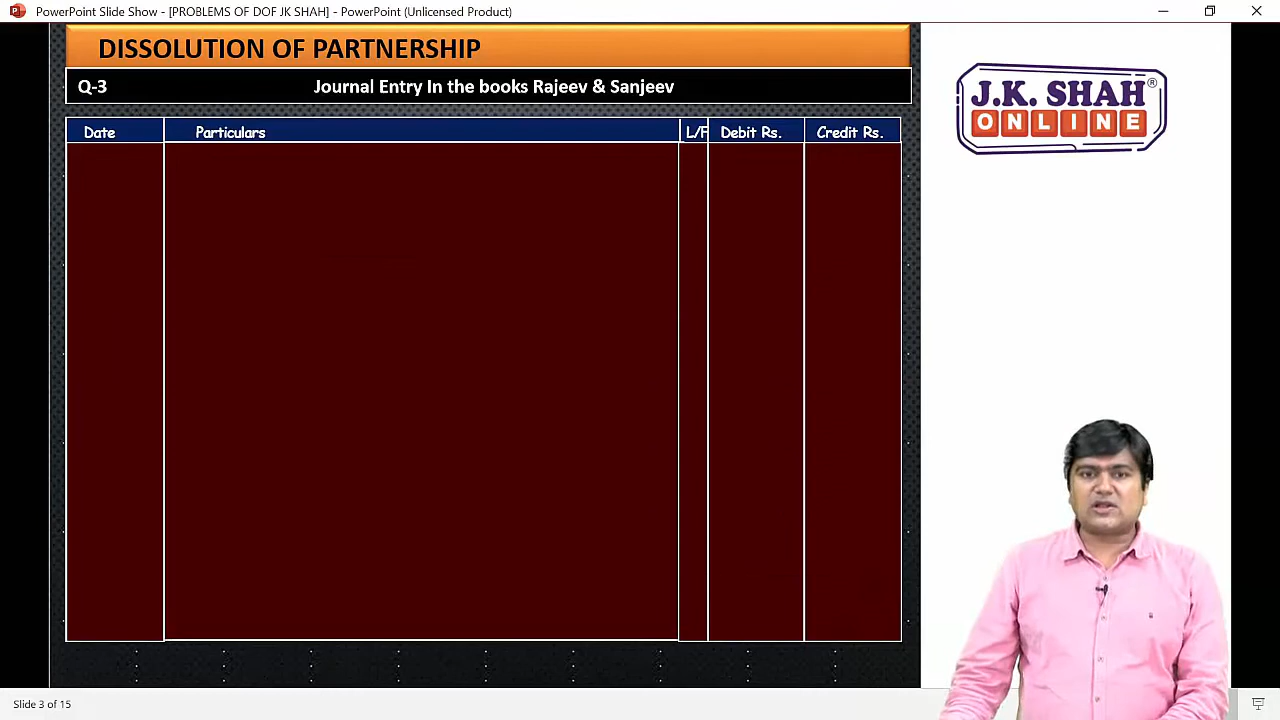 PowerPoint Slide Show - [PROBLEMS OF DOF JK SHAH] - PowerPoint (Unlicensed Product)
DISSOLUTION OF PARTNERSHIP
Q-3 Journal Entry In the books Rajeev & Sanjeev
Date Particulars L/F Debit Rs. Credit Rs.
J.K. SHAH®
ONLINE
Slide 3 of 15